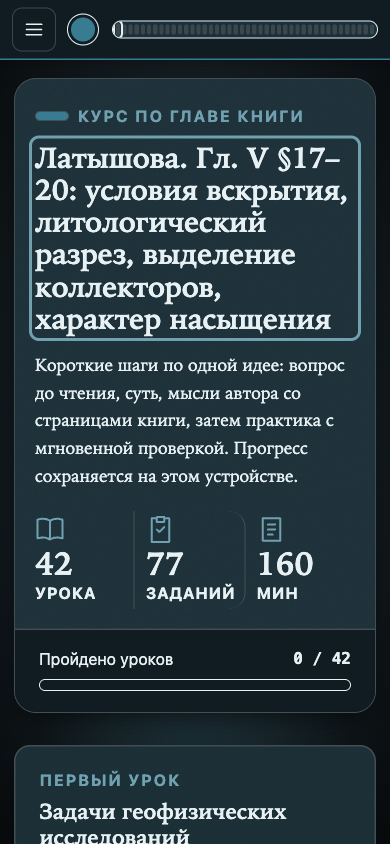 КУРС ПО ГЛАВЕ КНИГИ
Латышова. Гл. V §17–
20: условия вскрытия,
литологический
разрез, выделение
коллекторов,
характер насыщения
Короткие шаги по одной идее: вопрос
до чтения, суть, мысли автора со
страницами книги, затем практика с
мгновенной проверкой. Прогресс
сохраняется на этом устройстве.
42 77 160
УРОКА ЗАДАНИЙ МИН
Пройдено уроков 0 / 42
ПЕРВЫЙ УРОК
Задачи геофизических
исследований